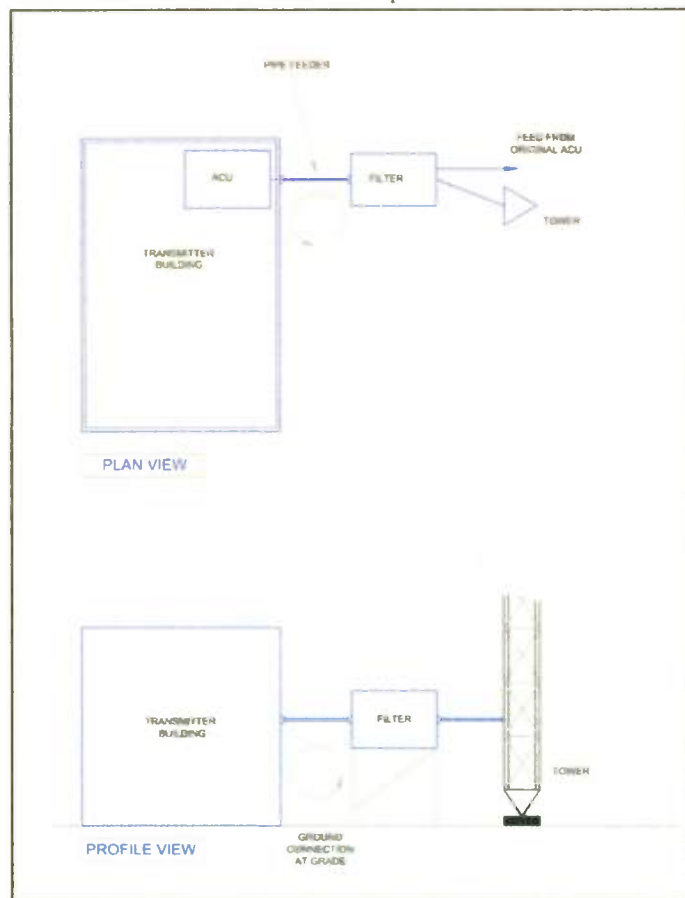 PIPE FEEDER
FEED FROM
ORIGINAL ACU
ACU
FILTER
TOWER
TRANSMITTER
BUILDING
PLAN VIEW
TRANSMITTER
BUILDING
FILTER
TOWER
GROUND
CONNECTION
AT GRADE
PROFILE VIEW